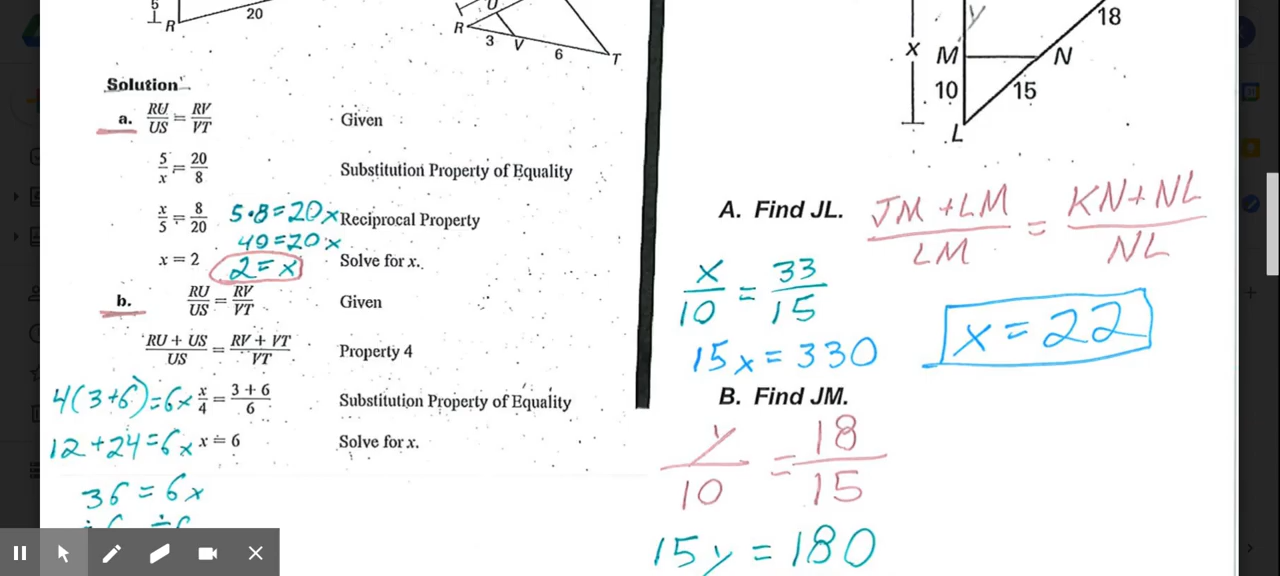 5
R
20
U
R
3
V
6
T
Solution
a. RU/US = RV/VT Given
5/x = 20/8 Substitution Property of Equality
x/5 = 8/20 5·8=20x Reciprocal Property
40=20x
x = 2 2=x Solve for x.
b. RU/US = RV/VT Given
RU + US/US = RV + VT/VT Property 4
4(3+6)=6x x/4 = 3 + 6/6 Substitution Property of Equality
12+24=6x x = 6 Solve for x.
36=6x
÷6 ÷6
y
18
x M N
10 15
L
A. Find JL. JM+LM/LM = KN+NL/NL
x/10 = 33/15
15x=330
x=22
B. Find JM.
y/10 = 18/15
15y=180